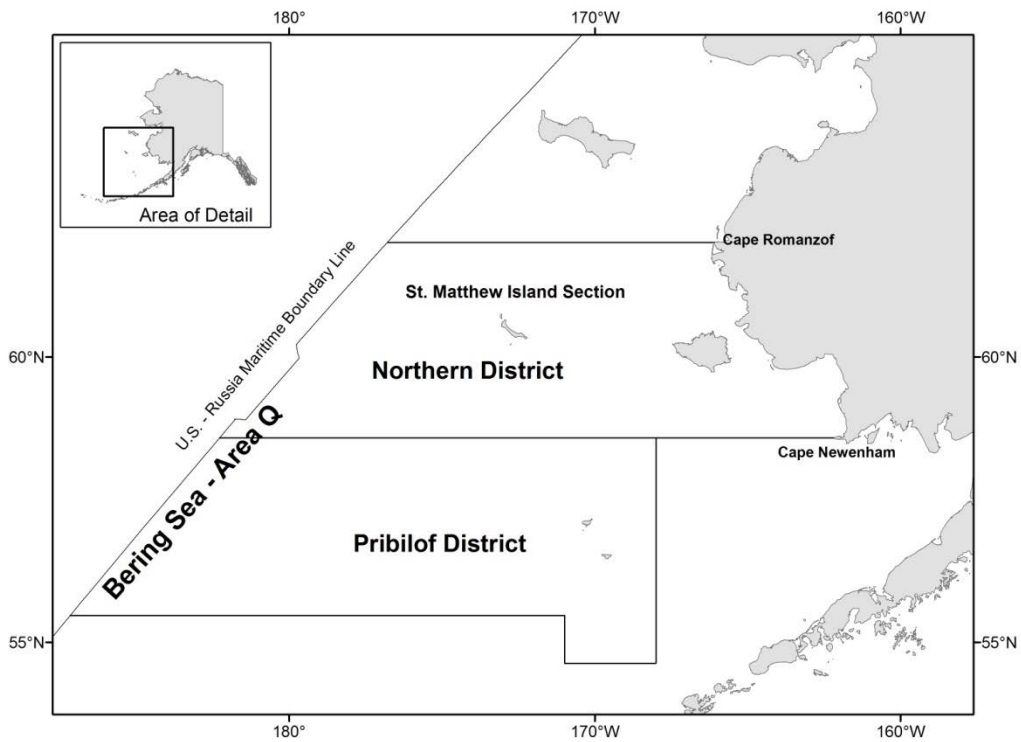 180°
170°W
160°W
Area of Detail
Cape Romanzof
U.S. - Russia Maritime Boundary Line
St. Matthew Island Section
60°N
60°N
Northern District
Bering Sea - Area Q
Cape Newenham
Pribilof District
55°N
55°N
180°
170°W
160°W